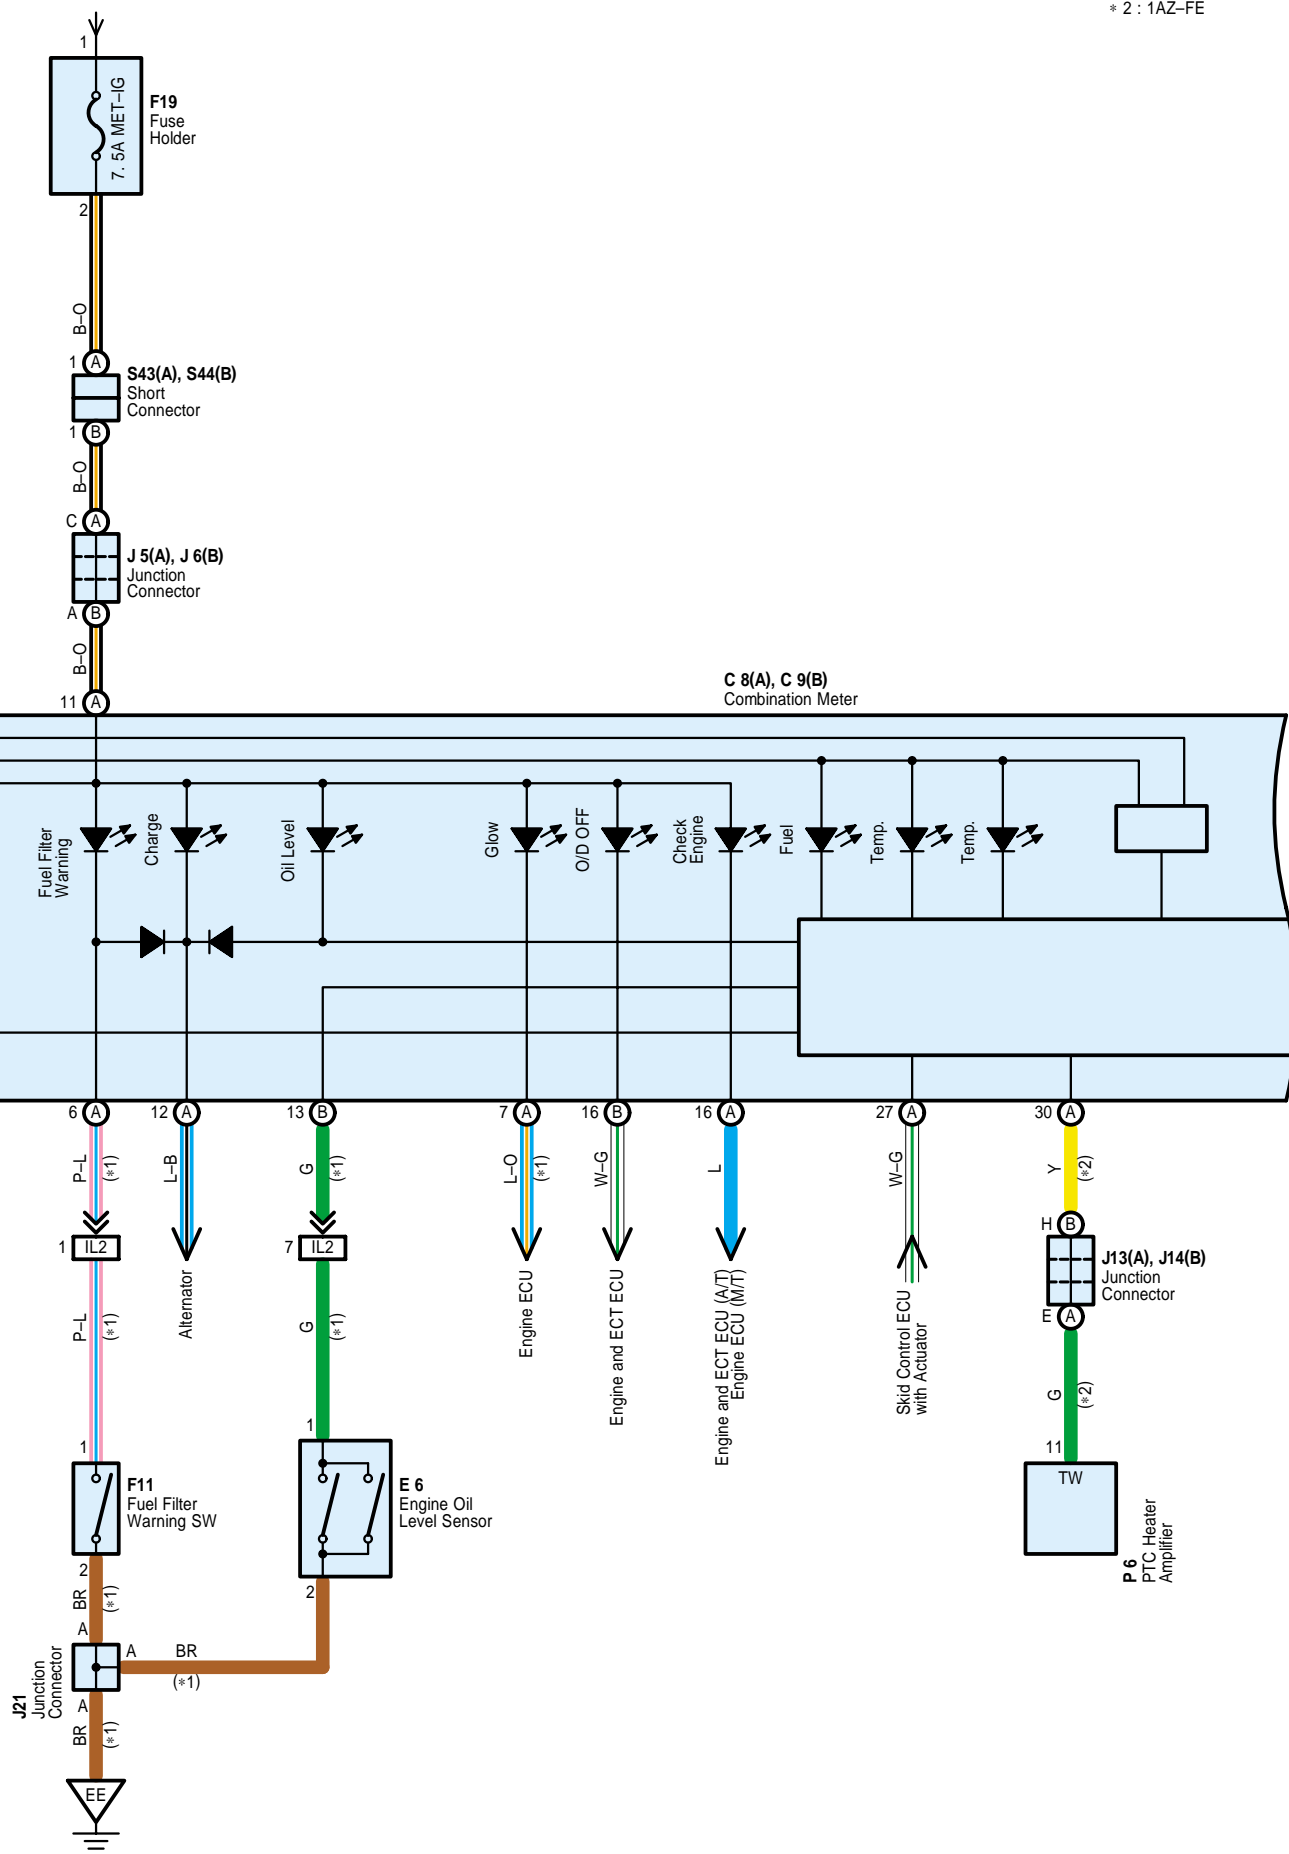 * 2 : 1AZ–FE
1
7. 5A MET–IG
F19
Fuse
Holder
2
B–O
1 A
S43(A), S44(B)
Short
Connector
1 B
B–O
C A
J 5(A), J 6(B)
Junction
Connector
A B
B–O
11 A
C 8(A), C 9(B)
Combination Meter
Fuel Filter
Warning
Charge
Oil Level
Glow
O/D OFF
Check
Engine
Fuel
Temp.
Temp.
6 A
12 A
13 B
7 A
16 B
16 A
27 A
30 A
P–L
(*1)
L–B
G
(*1)
L–O
(*1)
W–G
L
W–G
Y
(*2)
1 IL2
7 IL2
H B
J13(A), J14(B)
Junction
Connector
E A
Alternator
Engine ECU
Engine and ECT ECU
Engine and ECT ECU (A/T)
Engine ECU (M/T)
Skid Control ECU
with Actuator
P–L
(*1)
G
(*1)
G
(*2)
1
1
11
TW
F11
Fuel Filter
Warning SW
E 6
Engine Oil
Level Sensor
P 6
PTC Heater
Amplifier
2
2
BR
(*1)
A
A
BR
(*1)
J21
Junction
Connector
A
BR
(*1)
EE